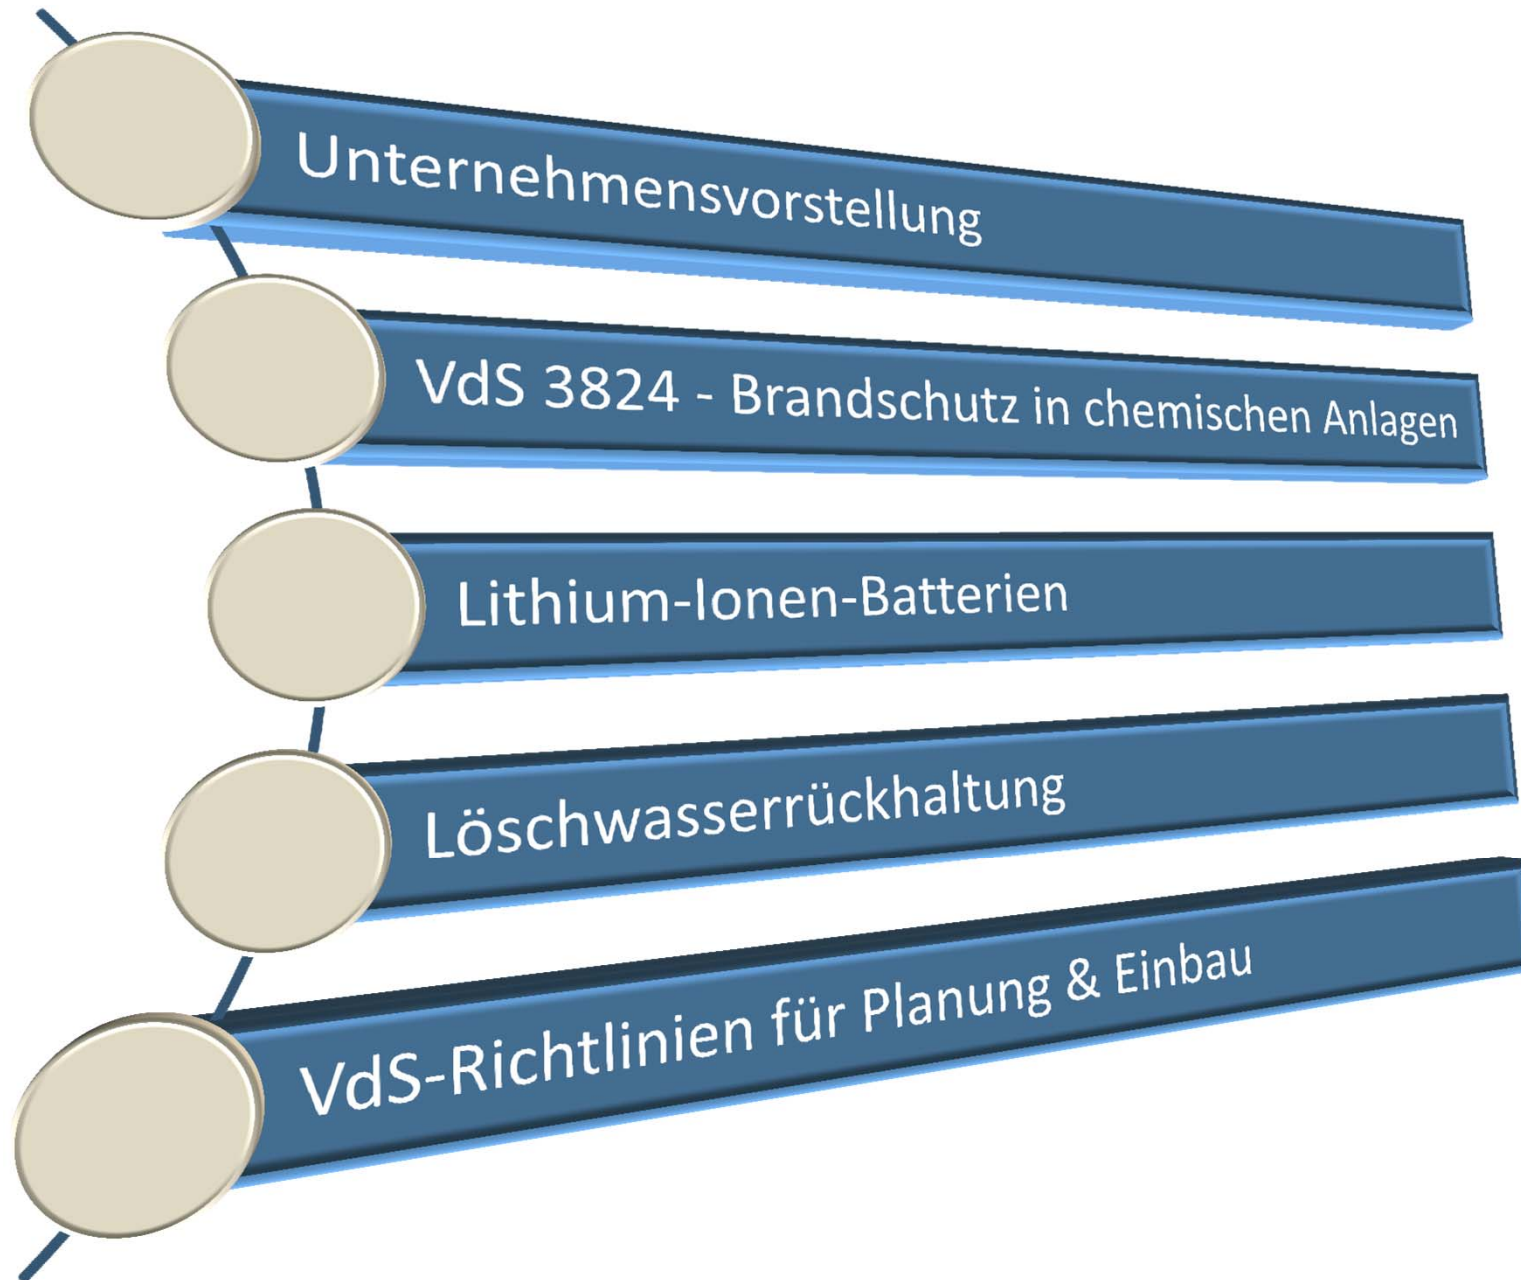 Unternehmensvorstellung
VdS 3824 - Brandschutz in chemischen Anlagen
Lithium-Ionen-Batterien
Löschwasserrückhaltung
VdS-Richtlinien für Planung & Einbau